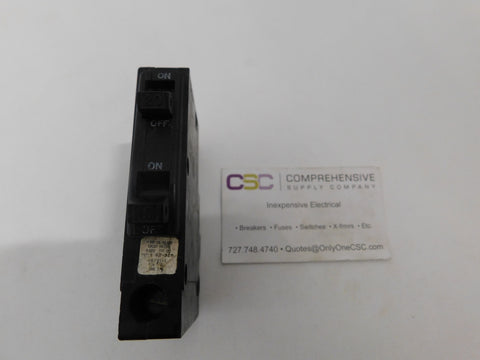 ON
OFF
ON
OF
CSC
COMPREHENSIVE
SUPPLY COMPANY
Inexpensive Electrical
• Breakers • Fuses • Switches • X-fmrs • Etc
727.748.4740 • Quotes@OnlyOneCSC.com